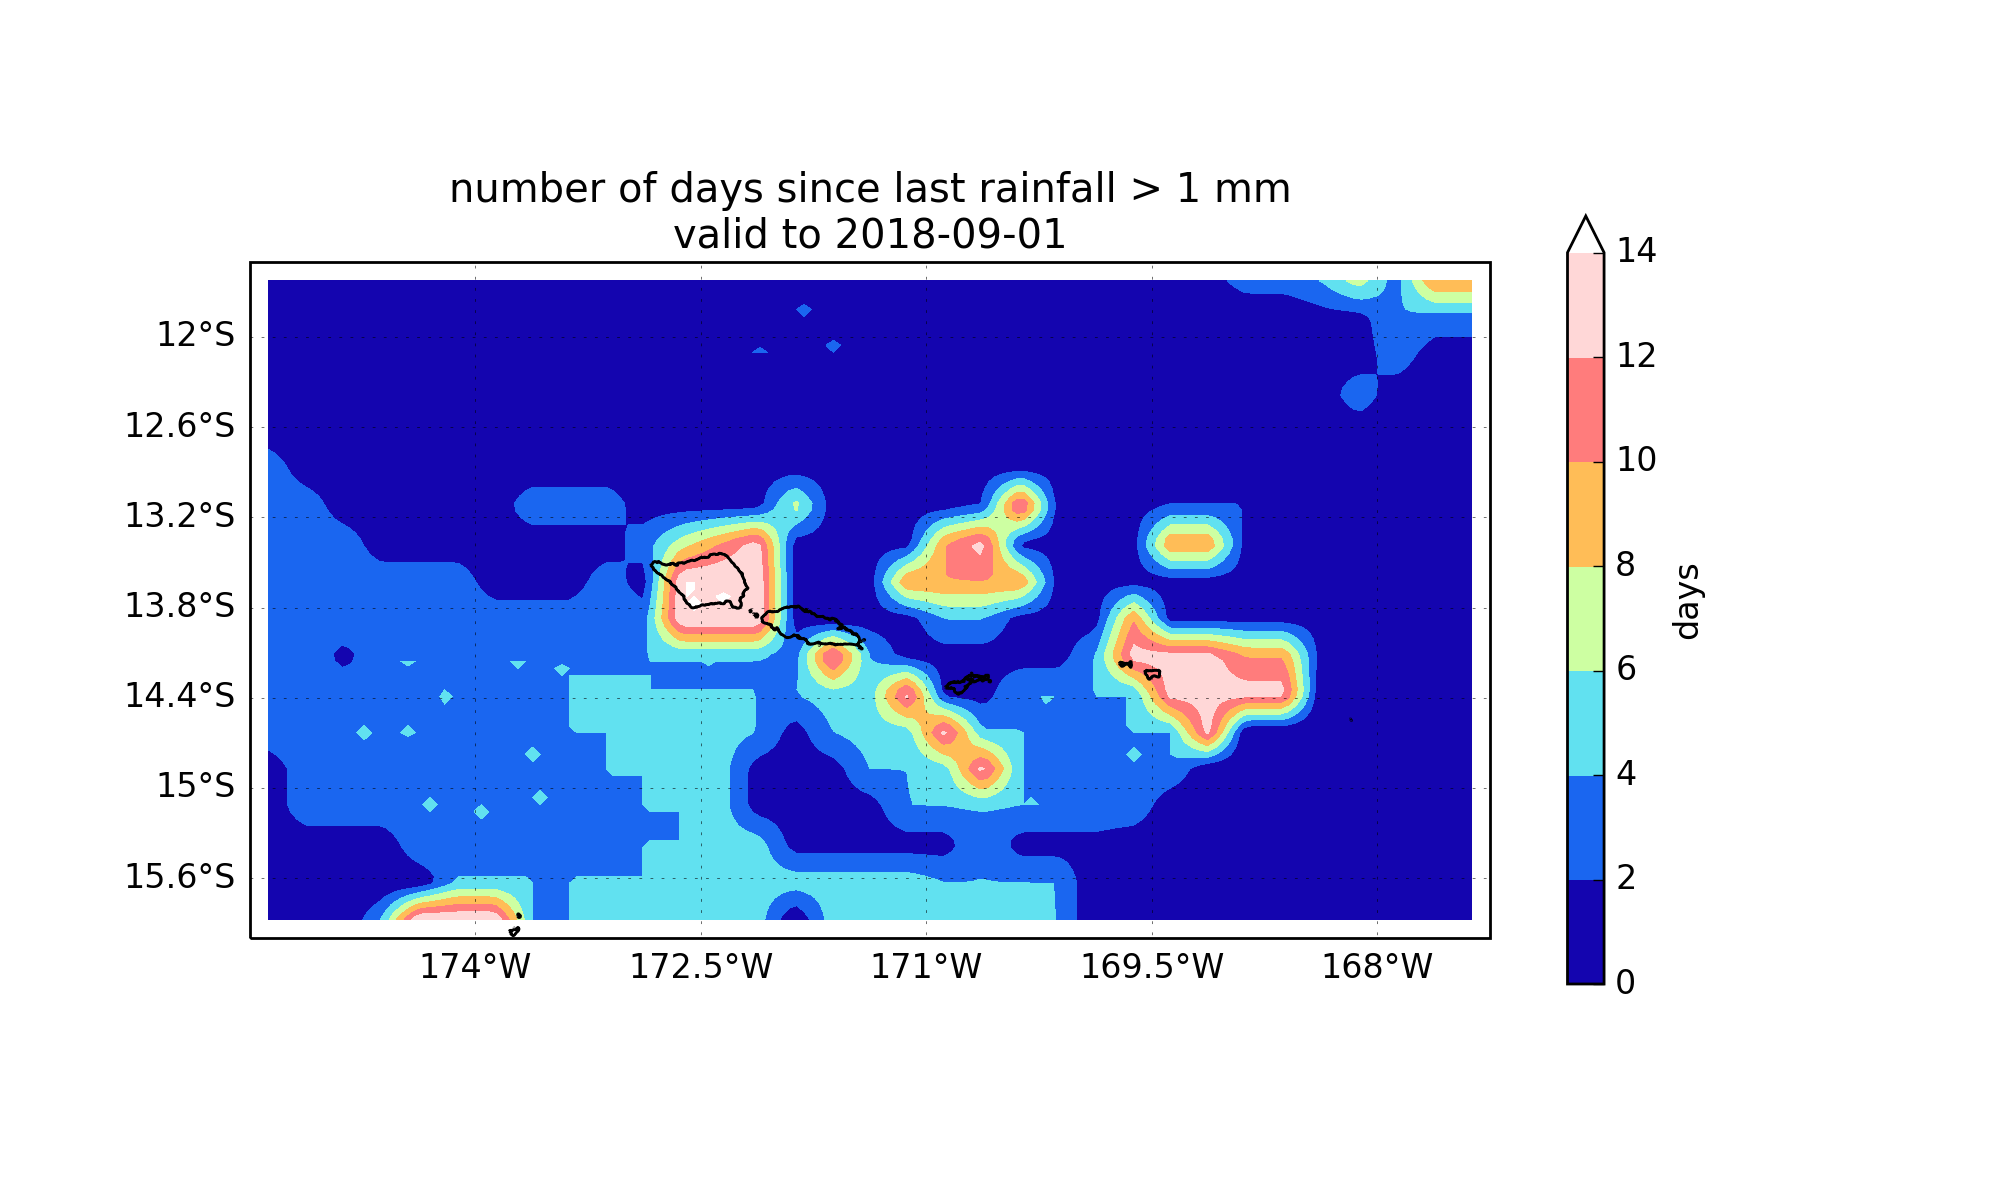 number of days since last rainfall > 1 mm
valid to 2018-09-01
12°S
12.6°S
13.2°S
13.8°S
14.4°S
15°S
15.6°S
174°W 172.5°W 171°W 169.5°W 168°W
14
12
10
8
6
4
2
0
days